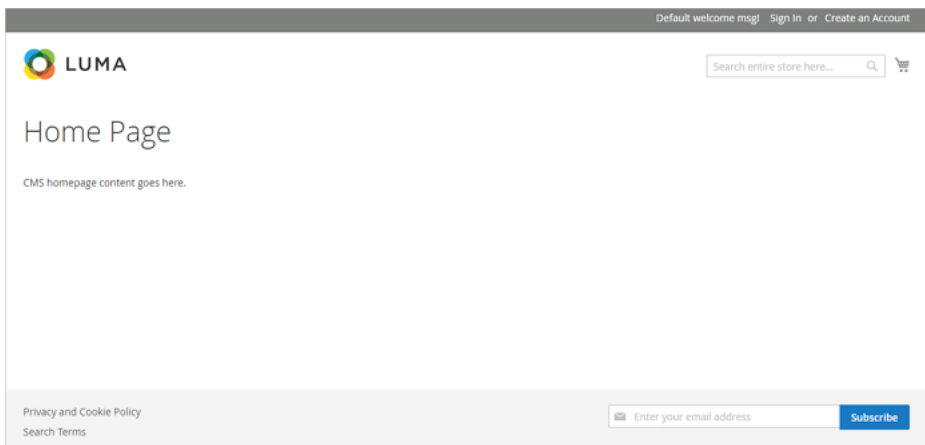 Default welcome msg! Sign In or Create an Account
LUMA
Search entire store here...
Home Page
CMS homepage content goes here.
Privacy and Cookie Policy
Search Terms
Enter your email address
Subscribe